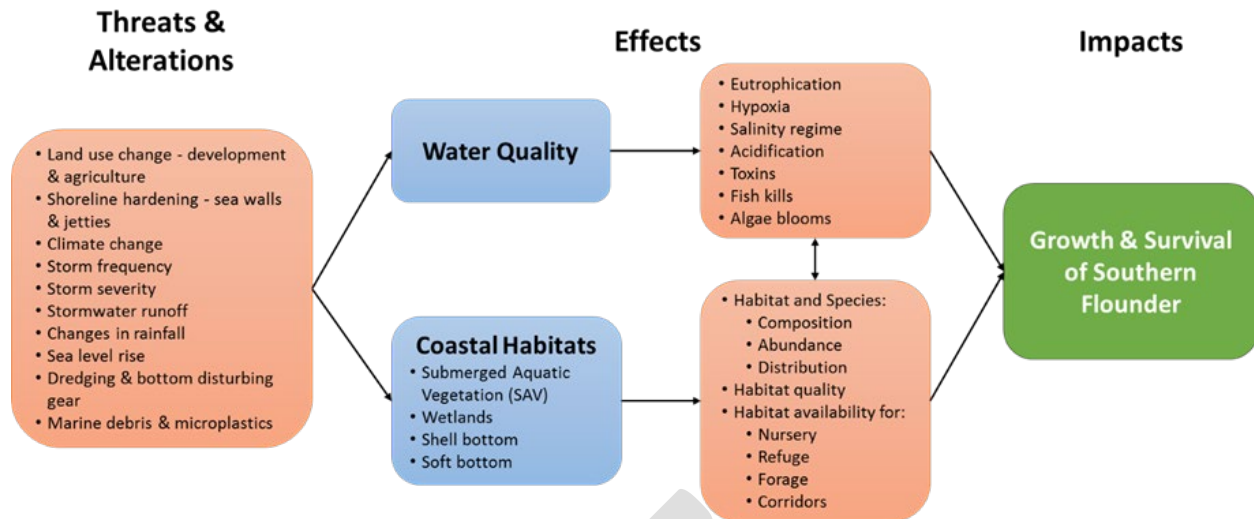 Threats &
Alterations
Effects
Impacts
• Land use change - development
& agriculture
• Shoreline hardening - sea walls
& jetties
• Climate change
• Storm frequency
• Storm severity
• Stormwater runoff
• Changes in rainfall
• Sea level rise
• Dredging & bottom disturbing
gear
• Marine debris & microplastics
Water Quality
Coastal Habitats
• Submerged Aquatic
Vegetation (SAV)
• Wetlands
• Shell bottom
• Soft bottom
• Eutrophication
• Hypoxia
• Salinity regime
• Acidification
• Toxins
• Fish kills
• Algae blooms
• Habitat and Species:
• Composition
• Abundance
• Distribution
• Habitat quality
• Habitat availability for:
• Nursery
• Refuge
• Forage
• Corridors
Growth & Survival
of Southern
Flounder